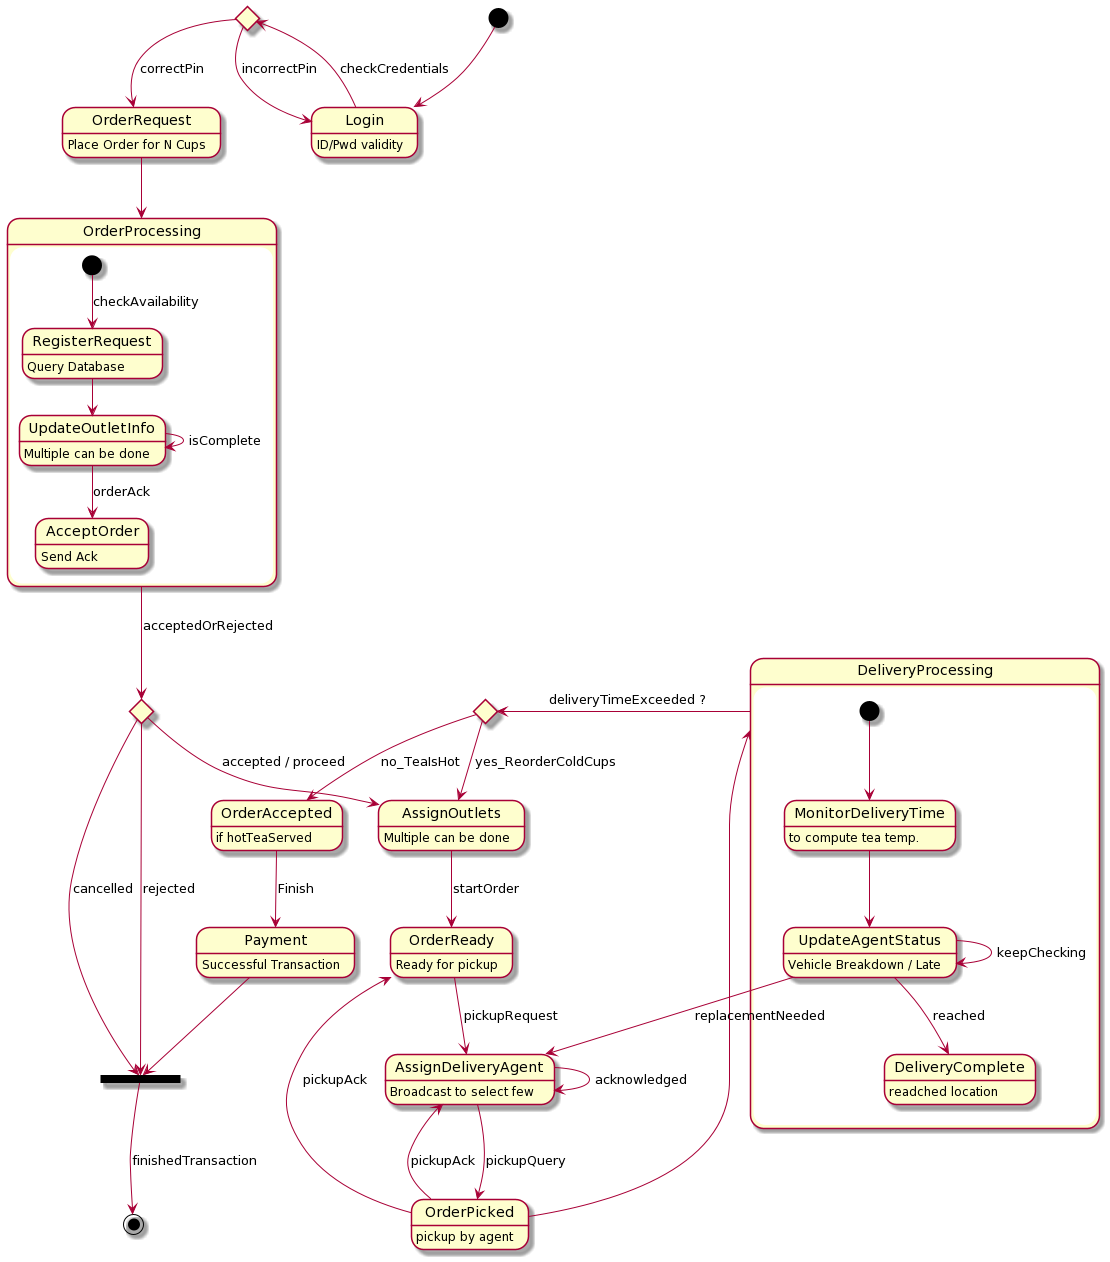 correctPin
incorrectPin
checkCredentials
OrderRequest
Place Order for N Cups
Login
ID/Pwd validity
OrderProcessing
checkAvailability
RegisterRequest
Query Database
UpdateOutletInfo
Multiple can be done
isComplete
orderAck
AcceptOrder
Send Ack
acceptedOrRejected
DeliveryProcessing
deliveryTimeExceeded ?
accepted / proceed
no_TeaIsHot
yes_ReorderColdCups
OrderAccepted
if hotTeaServed
AssignOutlets
Multiple can be done
MonitorDeliveryTime
to compute tea temp.
cancelled
rejected
Finish
startOrder
Payment
Successful Transaction
OrderReady
Ready for pickup
UpdateAgentStatus
Vehicle Breakdown / Late
keepChecking
pickupRequest
replacementNeeded
reached
AssignDeliveryAgent
Broadcast to select few
acknowledged
DeliveryComplete
readched location
pickupAck
finishedTransaction
pickupAck
pickupQuery
OrderPicked
pickup by agent